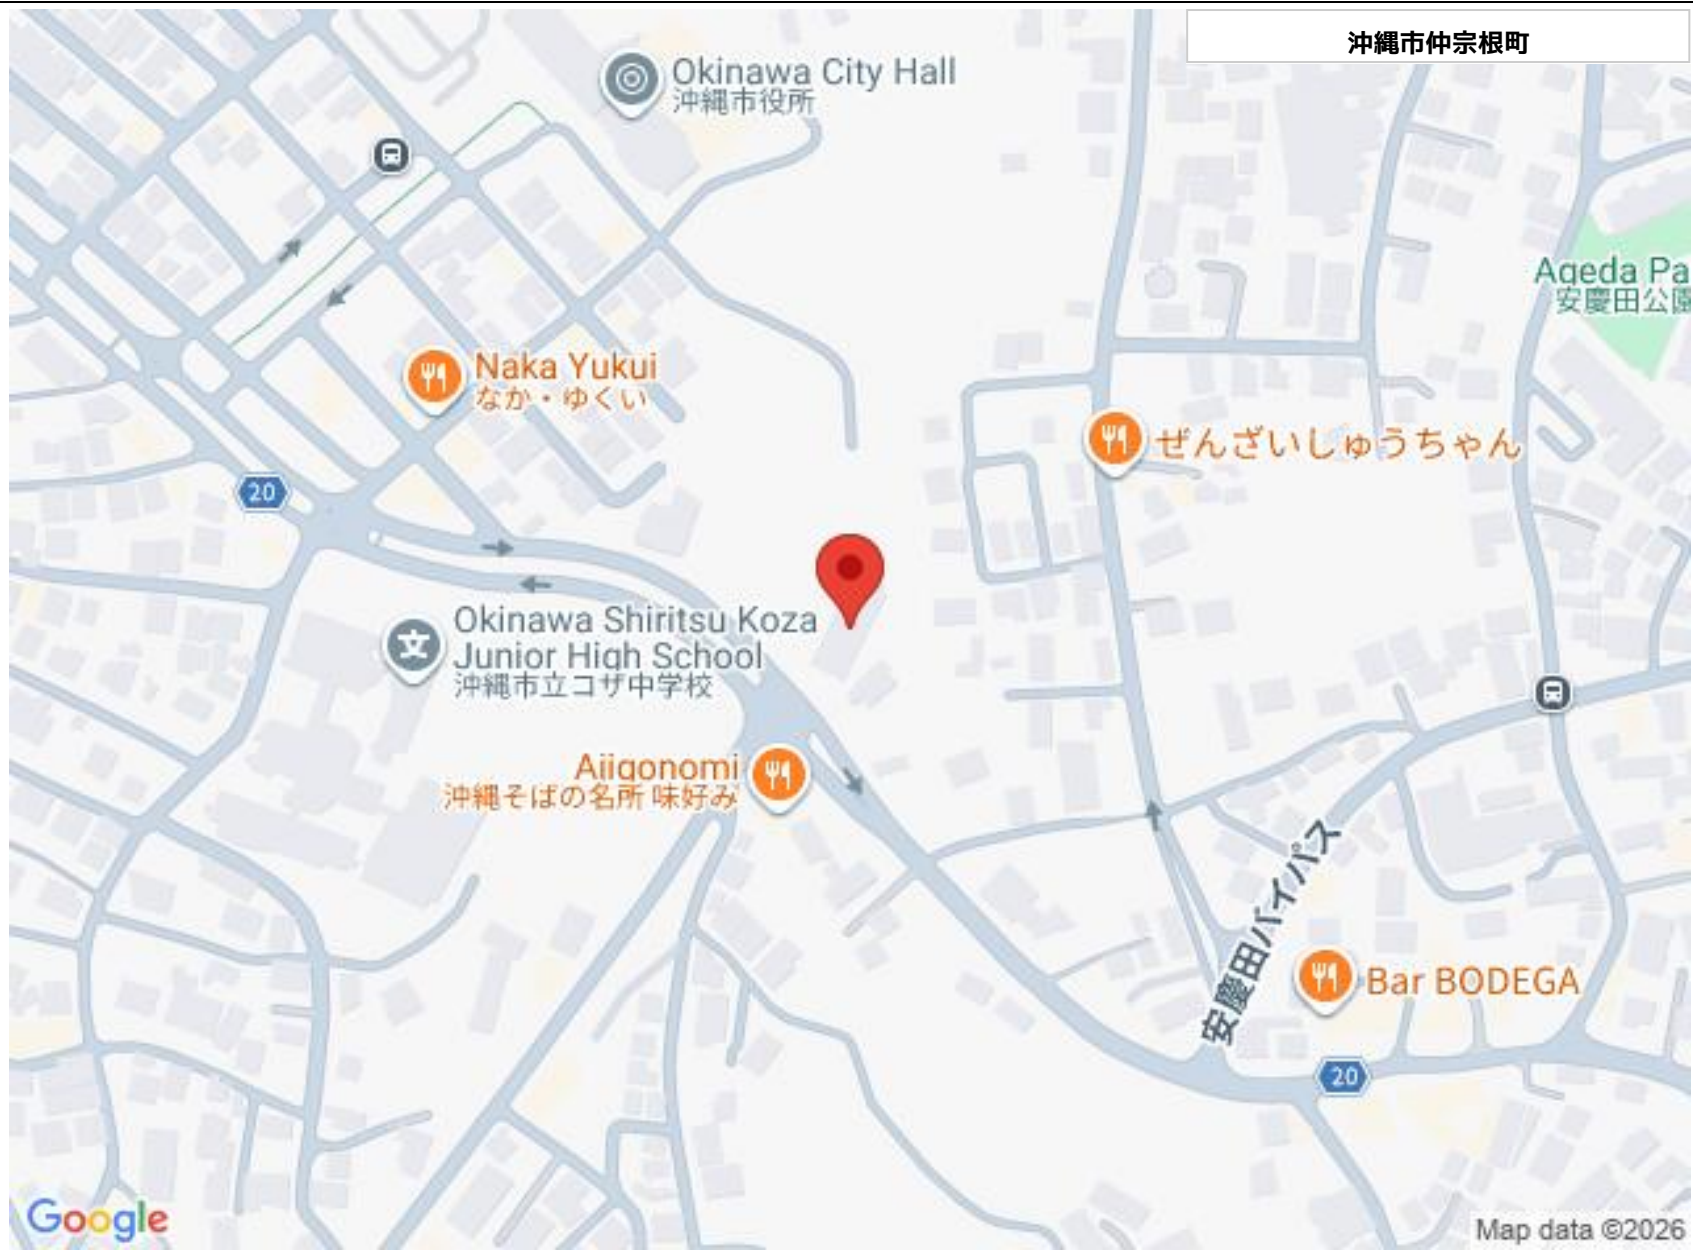 沖縄市仲宗根町
Okinawa City Hall
沖縄市役所
Ageda Pa
安慶田公園
Naka Yukui
なか・ゆくい
ぜんざいしゅうちゃん
20
Okinawa Shiritsu Koza
Junior High School
沖縄市立コザ中学校
文
Ajigonomi
沖縄そばの名所 味好み
安慶田バイパス
Bar BODEGA
20
Google
Map data ©2026